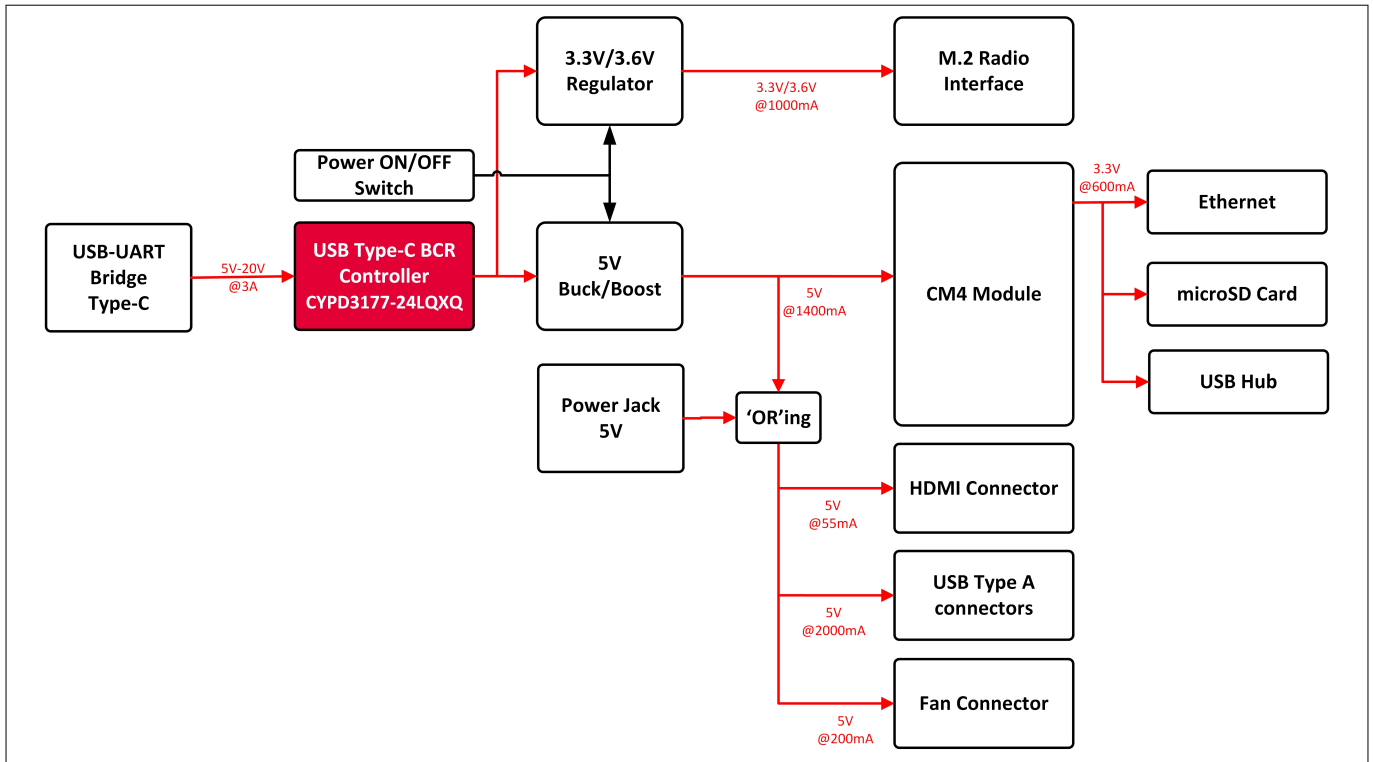 3.3V/3.6V
Regulator
3.3V/3.6V
@1000mA
M.2 Radio
Interface
Power ON/OFF
Switch
USB-UART
Bridge
Type-C
5V-20V
@3A
USB Type-C BCR
Controller
CYPD3177-24LQXQ
5V
Buck/Boost
5V
@1400mA
CM4 Module
3.3V
@600mA
Ethernet
microSD Card
USB Hub
Power Jack
5V
‘OR’ing
5V
@55mA
HDMI Connector
5V
@2000mA
USB Type A
connectors
5V
@200mA
Fan Connector